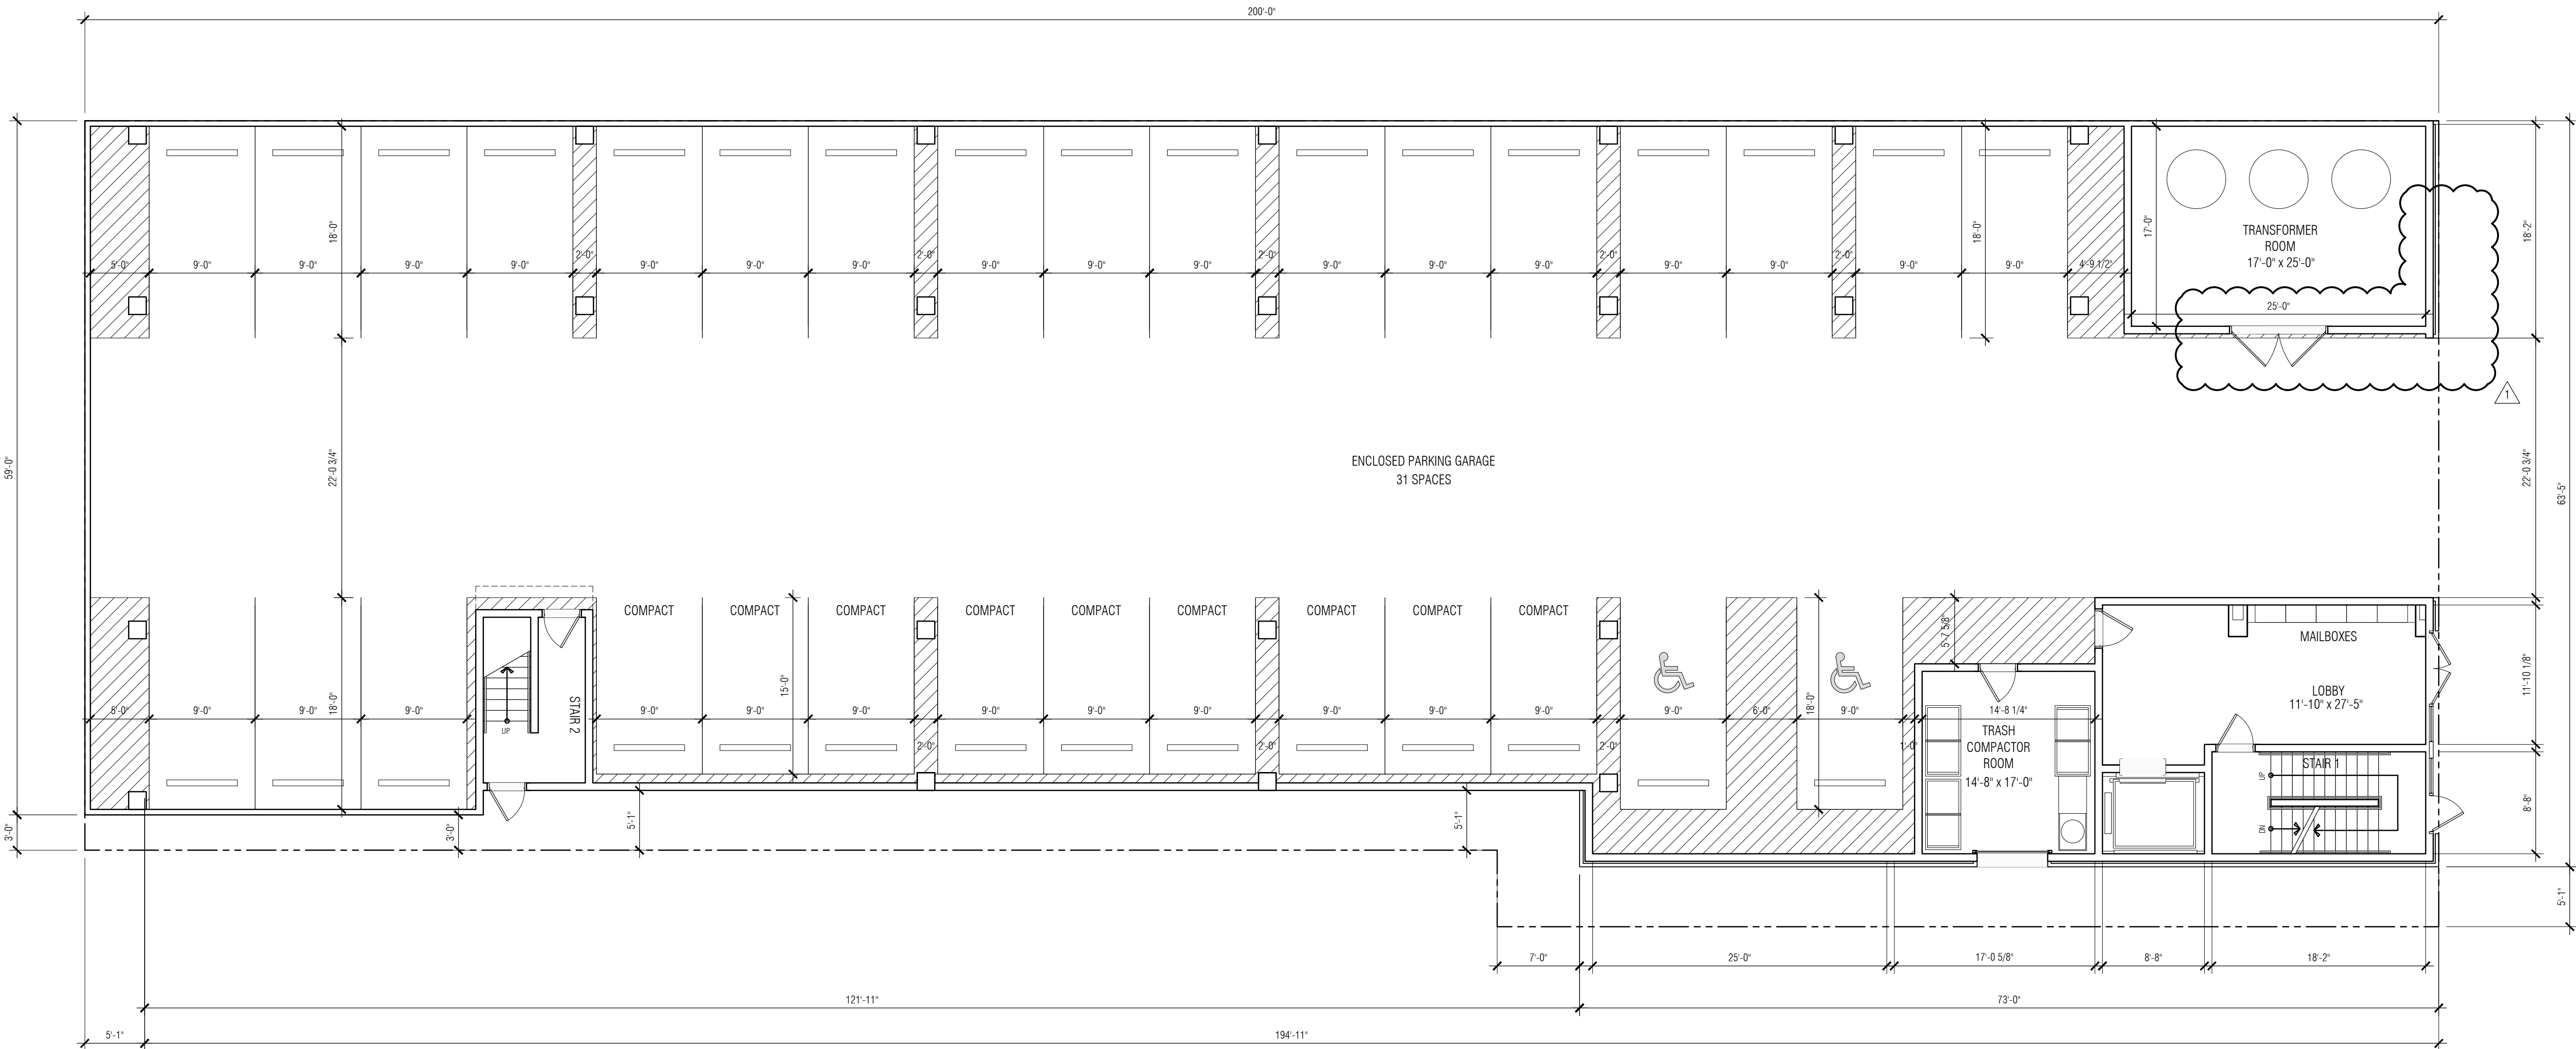 200'-0"
59'-0"
3'-0"
18'-0"
22'-0 3/4"
18'-0"
5'-0"
9'-0"
9'-0"
9'-0"
9'-0"
2'-0"
9'-0"
9'-0"
9'-0"
2'-0"
9'-0"
9'-0"
9'-0"
2'-0"
9'-0"
9'-0"
9'-0"
2'-0"
9'-0"
9'-0"
2'-0"
9'-0"
9'-0"
4'-9 1/2"
18'-0"
17'-0"
TRANSFORMER
ROOM
17'-0" x 25'-0"
25'-0"
1
18'-2"
22'-0 3/4"
63'-5"
11'-10 1/8"
8'-8"
5'-1"
ENCLOSED PARKING GARAGE
31 SPACES
COMPACT
COMPACT
COMPACT
COMPACT
COMPACT
COMPACT
COMPACT
COMPACT
COMPACT
5'-0"
9'-0"
9'-0"
9'-0"
STAIR 2
UP
9'-0"
9'-0"
15'-0"
9'-0"
2'-0"
9'-0"
9'-0"
9'-0"
2'-0"
9'-0"
9'-0"
9'-0"
2'-0"
9'-0"
6'-0"
18'-0"
9'-0"
1'-0"
5'-7 5/8"
14'-8 1/4"
TRASH
COMPACTOR
ROOM
14'-8" x 17'-0"
MAILBOXES
LOBBY
11'-10" x 27'-5"
STAIR 1
UP
DN
3'-0"
5'-1"
5'-1"
7'-0"
25'-0"
17'-0 5/8"
8'-8"
18'-2"
121'-11"
73'-0"
5'-1"
194'-11"